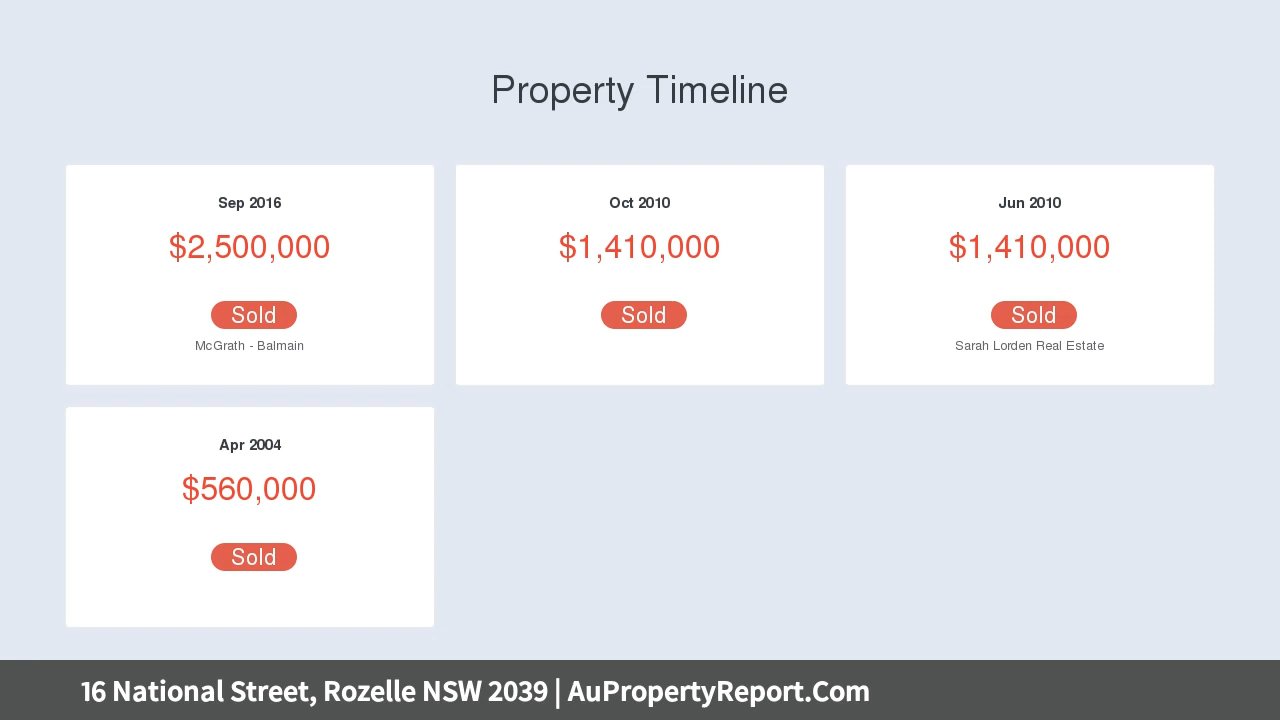 Property Timeline
Sep 2016
$2,500,000
Sold
McGrath - Balmain
Oct 2010
$1,410,000
Sold
Jun 2010
$1,410,000
Sold
Sarah Lorden Real Estate
Apr 2004
$560,000
Sold
16 National Street, Rozelle NSW 2039 | AuPropertyReport.Com